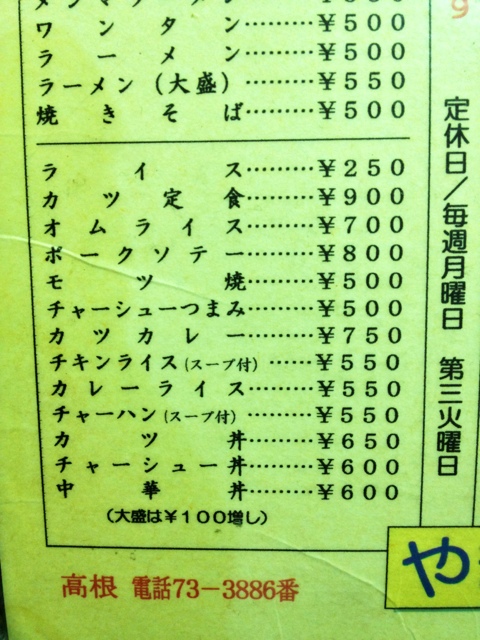 ワンタン………¥500
ラーメン………¥500
ラーメン(大盛)………¥550
焼きそば………¥500
ライス………¥250
カツ定食………¥900
オムライス………¥700
ポークソテー………¥800
モツ焼………¥500
チャーシューつまみ………¥500
カツカレー………¥750
チキンライス(スープ付)……¥550
カレーライス………¥550
チャーハン(スープ付)………¥550
カツ丼………¥650
チャーシュー丼………¥600
中華丼………¥600
(大盛は¥100増し)
定休日/毎週月曜日 第三火曜日
高根 電話73-3886番
や